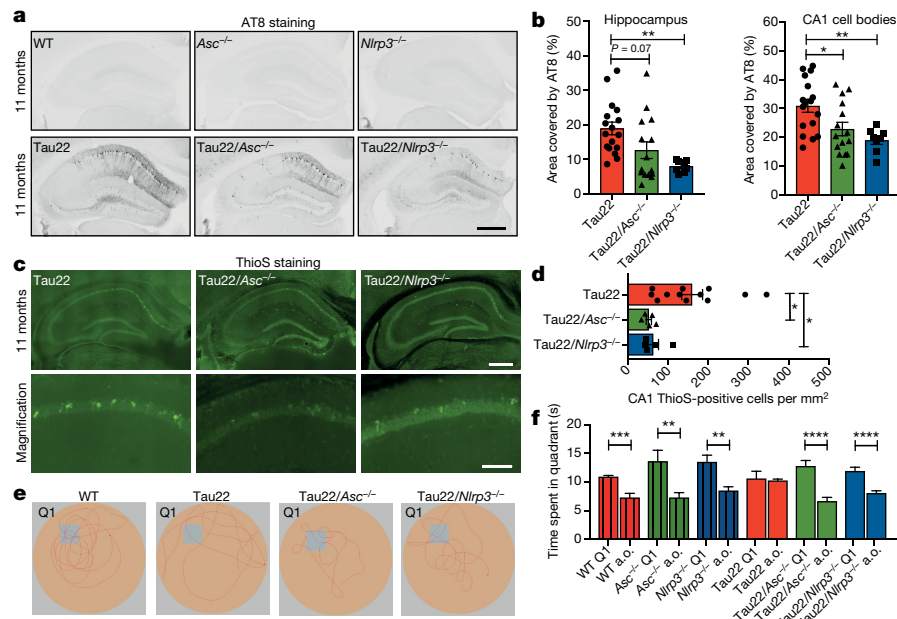 a
AT8 staining
WT
Asc–/–
Nlrp3–/–
11 months
Tau22
Tau22/Asc–/–
Tau22/Nlrp3–/–
11 months
b
Hippocampus
**
P = 0.07
Area covered by AT8 (%)
50
40
30
20
10
0
Tau22
Tau22/Asc–/–
Tau22/Nlrp3–/–
CA1 cell bodies
**
*
Area covered by AT8 (%)
60
50
40
30
20
10
0
Tau22
Tau22/Asc–/–
Tau22/Nlrp3–/–
c
ThioS staining
Tau22
Tau22/Asc–/–
Tau22/Nlrp3–/–
11 months
Magnification
d
Tau22
Tau22/Asc–/–
Tau22/Nlrp3–/–
*
*
0
100
200
300
400
500
CA1 ThioS-positive cells per mm²
e
WT
Tau22
Tau22/Asc–/–
Tau22/Nlrp3–/–
Q1
Q1
Q1
Q1
f
Time spent in quadrant (s)
20
15
10
5
0
***
**
**
****
****
WT Q1
WT a.o.
Asc–/– Q1
Asc–/– a.o.
Nlrp3–/– Q1
Nlrp3–/– a.o.
Tau22 Q1
Tau22 a.o.
Tau22/Asc–/– Q1
Tau22/Asc–/– a.o.
Tau22/Nlrp3–/– Q1
Tau22/Nlrp3–/– a.o.